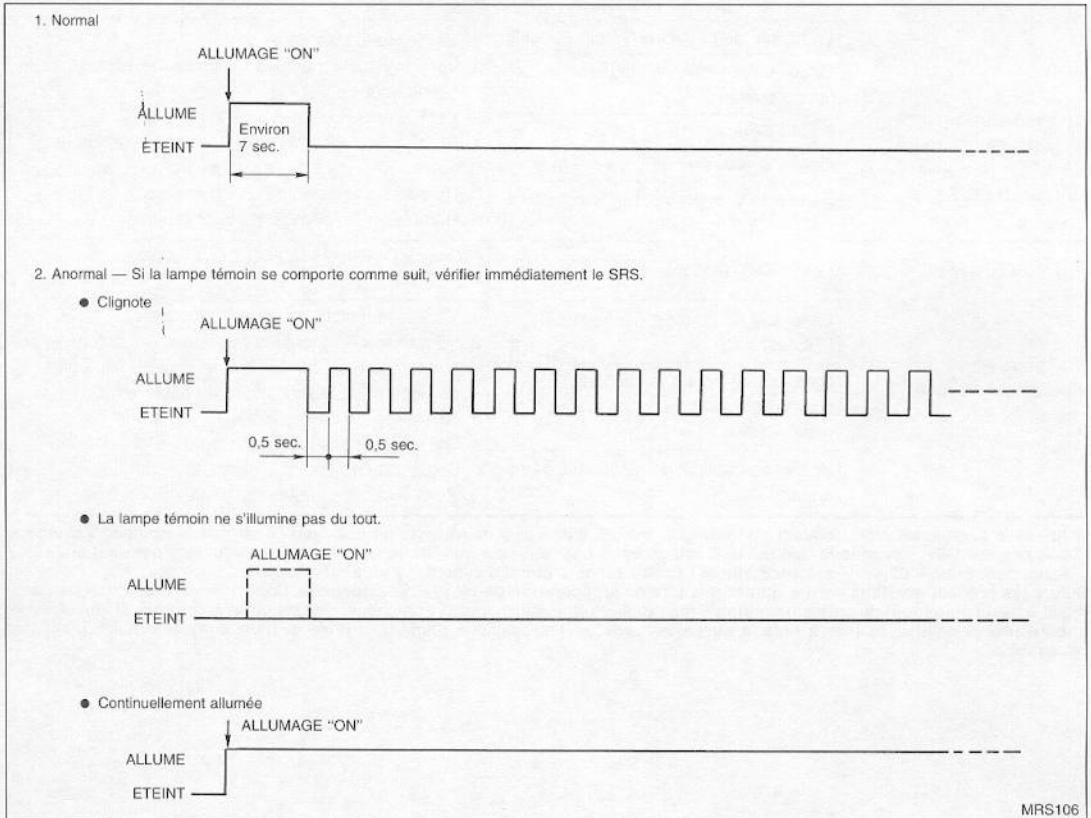 1. Normal
ALLUMAGE “ON”
ALLUME
Environ
7 sec.
ÉTEINT
2. Anormal — Si la lampe témoin se comporte comme suit, vérifier immédiatement le SRS.
● Clignote
ALLUMAGE “ON”
ALLUME
ETEINT
0,5 sec.
0,5 sec.
● La lampe témoin ne s'illumine pas du tout.
ALLUMAGE “ON”
ALLUME
ETEINT
● Continuellement allumée
ALLUMAGE “ON”
ALLUME
ETEINT
MRS106